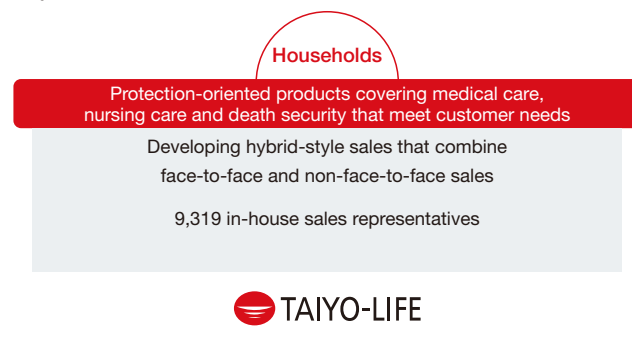 Households
Protection-oriented products covering medical care,
nursing care and death security that meet customer needs
Developing hybrid-style sales that combine
face-to-face and non-face-to-face sales
9,319 in-house sales representatives
TAIYO-LIFE